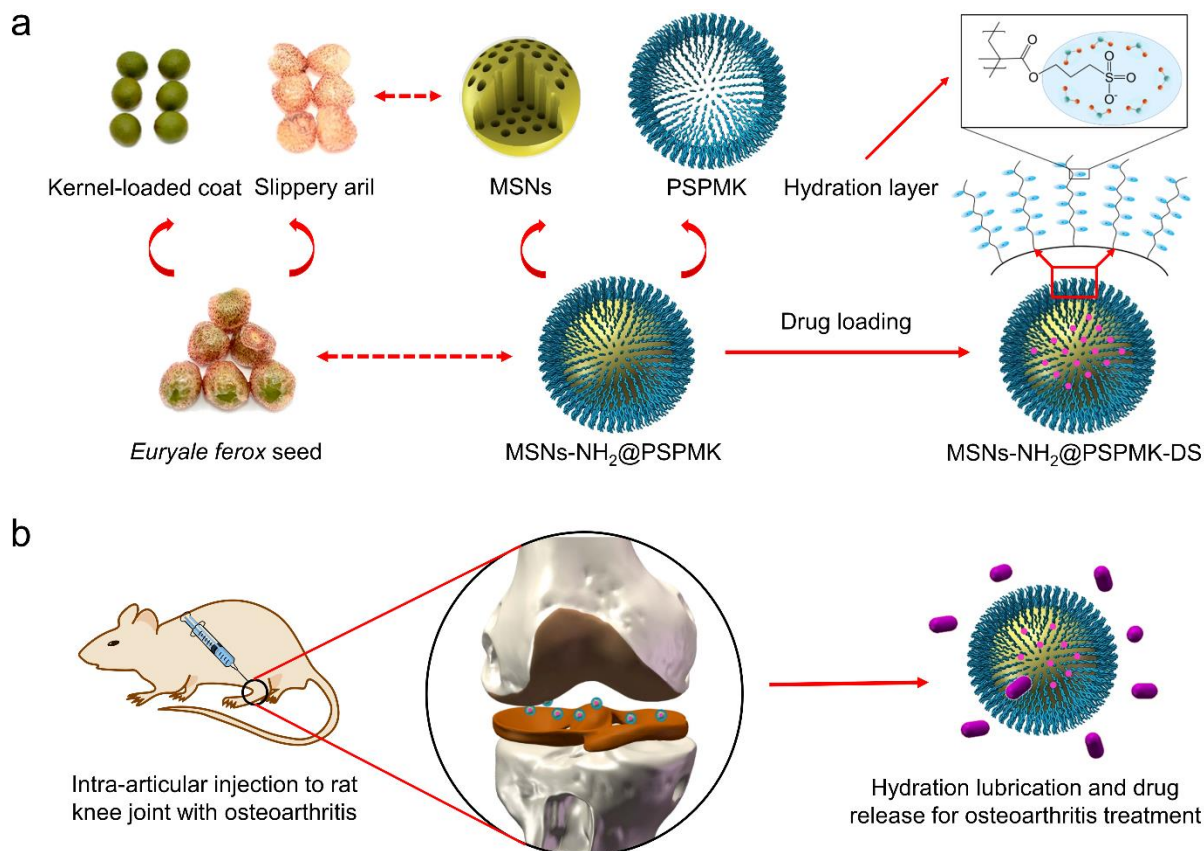 a
Kernel-loaded coat
Slippery aril
MSNs
PSPMK
Hydration layer
O
O
O
S
O
O⁻
Euryale ferox seed
MSNs-NH₂@PSPMK
Drug loading
MSNs-NH₂@PSPMK-DS
b
Intra-articular injection to rat
knee joint with osteoarthritis
Hydration lubrication and drug
release for osteoarthritis treatment